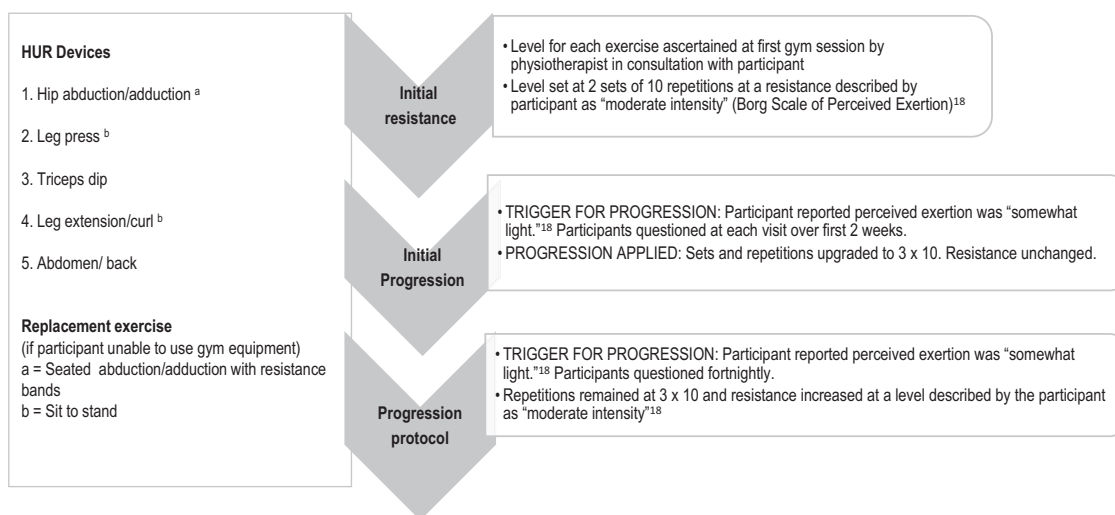 HUR Devices
1. Hip abduction/adduction ᵃ
2. Leg press ᵇ
3. Triceps dip
4. Leg extension/curl ᵇ
5. Abdomen/ back
Replacement exercise
(if participant unable to use gym equipment)
a = Seated abduction/adduction with resistance
bands
b = Sit to stand
Initial
resistance
• Level for each exercise ascertained at first gym session by
physiotherapist in consultation with participant
• Level set at 2 sets of 10 repetitions at a resistance described by
participant as “moderate intensity” (Borg Scale of Perceived Exertion)¹⁸
Initial
Progression
• TRIGGER FOR PROGRESSION: Participant reported perceived exertion was “somewhat
light.”¹⁸ Participants questioned at each visit over first 2 weeks.
• PROGRESSION APPLIED: Sets and repetitions upgraded to 3 x 10. Resistance unchanged.
Progression
protocol
• TRIGGER FOR PROGRESSION: Participant reported perceived exertion was “somewhat
light.”¹⁸ Participants questioned fortnightly.
• Repetitions remained at 3 x 10 and resistance increased at a level described by the participant
as “moderate intensity”¹⁸